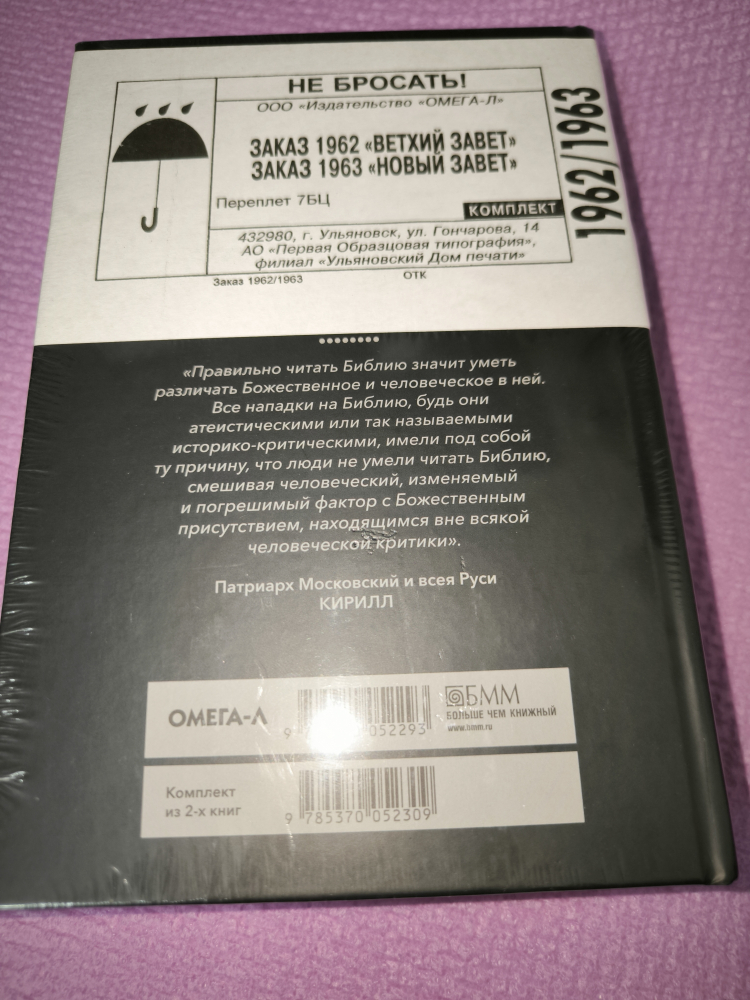 НЕ БРОСАТЬ!
ООО «Издательство «ОМЕГА-Л»
ЗАКАЗ 1962 «ВЕТХИЙ ЗАВЕТ»
ЗАКАЗ 1963 «НОВЫЙ ЗАВЕТ»
Переплет 7БЦ
КОМПЛЕКТ
432980, г. Ульяновск, ул. Гончарова, 14
АО «Первая Образцовая типография»,
филиал «Ульяновский Дом печати»
Заказ 1962/1963 ОТК
1962/1963
«Правильно читать Библию значит уметь
различать Божественное и человеческое в ней.
Все нападки на Библию, будь они
атеистическими или так называемыми
историко-критическими, имели под собой
ту причину, что люди не умели читать Библию,
смешивая человеческий, изменяемый
и погрешимый фактор с Божественным
присутствием, находящимся вне всякой
человеческой критики».
Патриарх Московский и всея Руси
КИРИЛЛ
ОМЕГА-Л
9 052293
БММ
БОЛЬШЕ ЧЕМ КНИЖНЫЙ
www.bmm.ru
Комплект
из 2-х книг
9 785370 052309